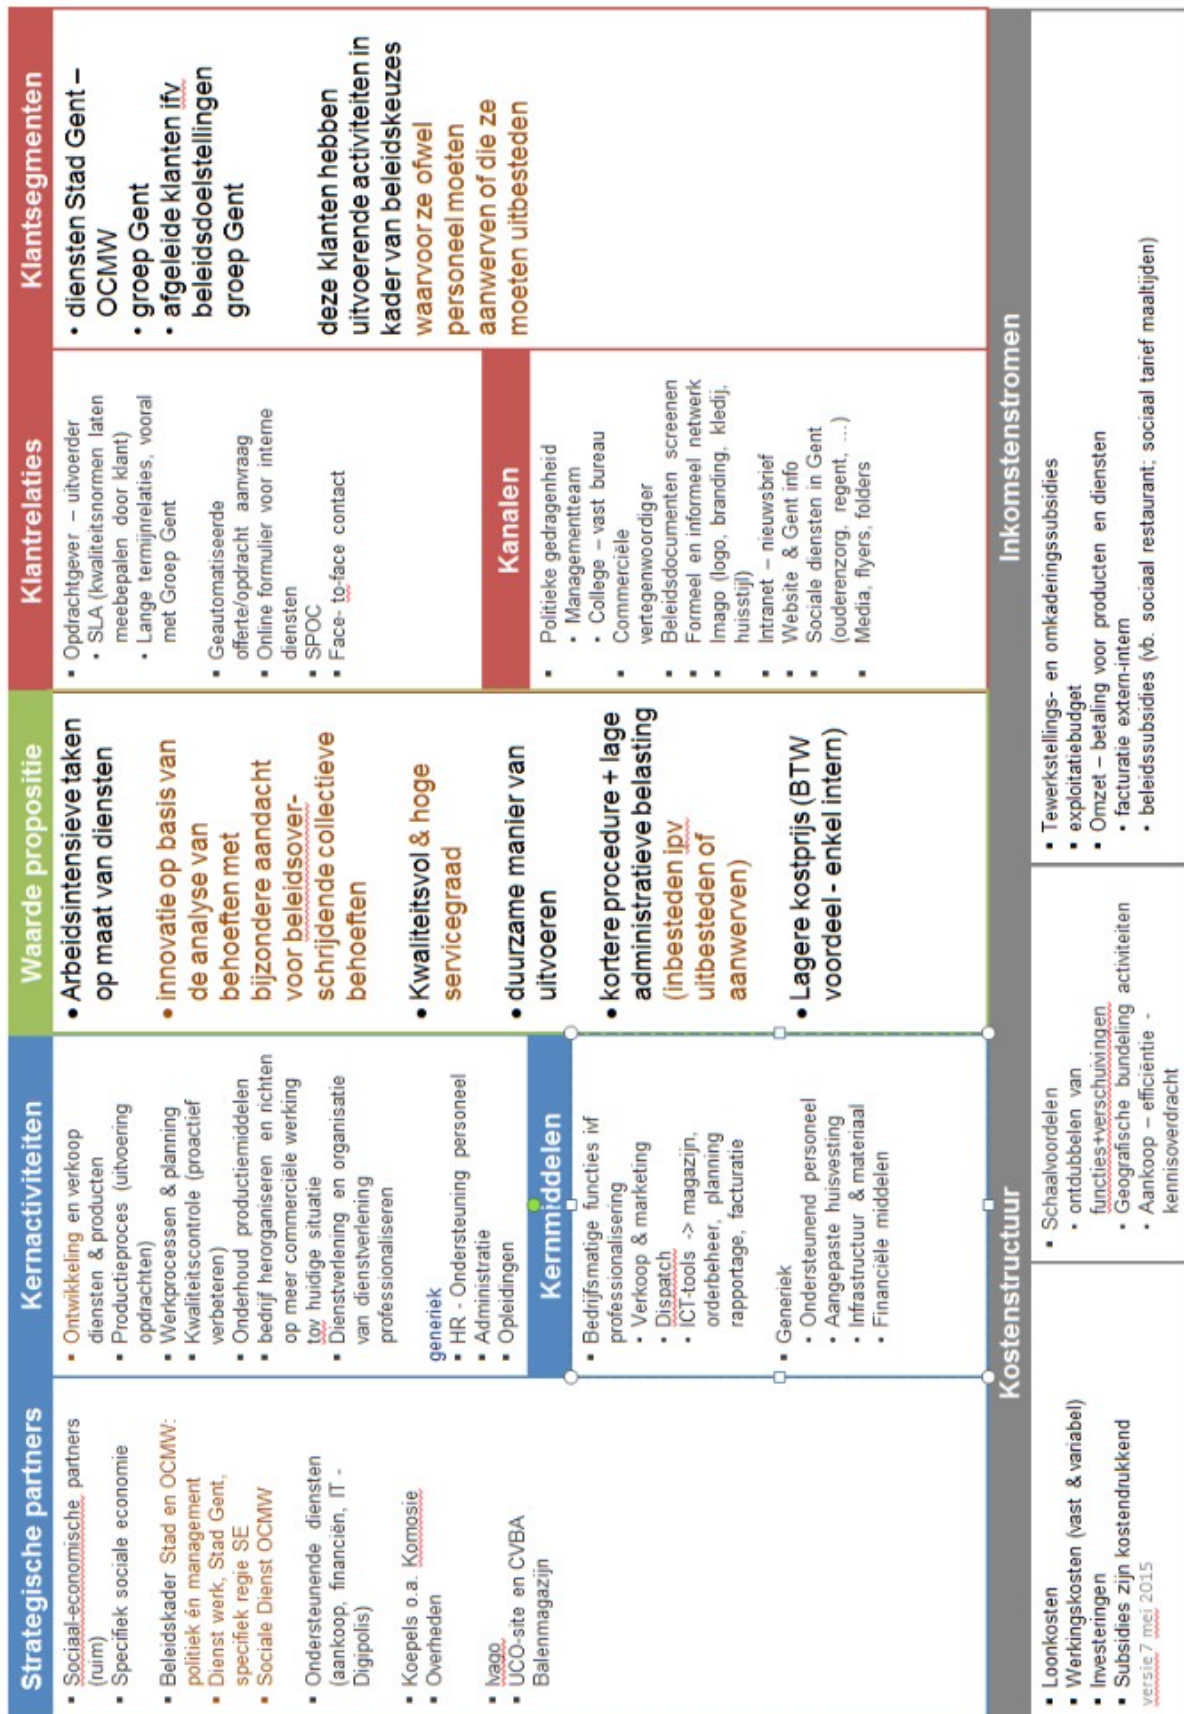 Strategische partners
▪ Sociaal-economische partners
(ruim)
▪ Specifiek sociale economie
▪ Beleidskader Stad en OCMW:
politiek én management
▪ Dienst werk, Stad Gent,
specifiek regie SE
▪ Sociale Dienst OCMW
▪ Ondersteunende diensten
(aankoop, financiën, IT -
Digipolis)
▪ Koepels o.a. Komosie
▪ Overheden
▪ Ivago
▪ UCO-site en CVBA
Balenmagazijn
Kernactiviteiten
▪ Ontwikkeling en verkoop
diensten & producten
▪ Productieproces (uitvoering
opdrachten)
▪ Werkprocessen & planning
▪ Kwaliteitscontrole (proactief
verbeteren)
▪ Onderhoud productiemiddelen
▪ bedrijf herorganiseren en richten
op meer commerciële werking
tov huidige situatie
▪ Dienstverlening en organisatie
van dienstverlening
professionaliseren
generiek
▪ HR - Ondersteuning personeel
▪ Administratie
▪ Opleidingen
Kernmiddelen
▪ Bedrijfsmatige functies ivf
professionalisering
• Verkoop & marketing
• Dispatch
• ICT-tools -> magazijn,
orderbeheer, planning
rapportage, facturatie
▪ Generiek
• Ondersteunend personeel
• Aangepaste huisvesting
• Infrastructuur & materiaal
• Financiële middelen
Waarde propositie
• Arbeidsintensieve taken
op maat van diensten
• innovatie op basis van
de analyse van
behoeften met
bijzondere aandacht
voor beleidsover-
schrijdende collectieve
behoeften
• Kwaliteitsvol & hoge
servicegraad
• duurzame manier van
uitvoeren
• kortere procedure + lage
administratieve belasting
(inbesteden ipv
uitbesteden of
aanwerven)
• Lagere kostprijs (BTW
voordeel - enkel intern)
Klantrelaties
▪ Opdrachtgever – uitvoerder
• SLA (kwaliteitsnormen laten
meebepalen door klant)
• Lange termijnrelaties, vooral
met Groep Gent
▪ Geautomatiseerde
offerte/opdracht aanvraag
▪ Online formulier voor interne
diensten
▪ SPOC
▪ Face- to-face contact
Kanalen
▪ Politieke gedragenheid
• Managementteam
• College – vast bureau
▪ Commerciële
vertegenwoordiger
▪ Beleidsdocumenten screenen
▪ Formeel en informeel netwerk
▪ Imago (logo, branding, kledij,
huisstijl)
▪ Intranet – nieuwsbrief
▪ Website & Gent info
▪ Sociale diensten in Gent
(ouderenzorg, regent, …)
▪ Media, flyers, folders
Klantsegmenten
• diensten Stad Gent –
OCMW
• groep Gent
• afgeleide klanten ifv
beleidsdoelstellingen
groep Gent
deze klanten hebben
uitvoerende activiteiten in
kader van beleidskeuzes
waarvoor ze ofwel
personeel moeten
aanwerven of die ze
moeten uitbesteden
Kostenstructuur
▪ Loonkosten
▪ Werkingskosten (vast & variabel)
▪ Investeringen
▪ Subsidies zijn kostendrukkend
versie 7 mei 2015
▪ Schaalvoordelen
• ontdubbelen van
functies+verschuivingen
• Geografische bundeling activiteiten
• Aankoop – efficiëntie -
kennisoverdracht
Inkomstenstromen
▪ Tewerkstellings- en omkaderingssubsidies
▪ exploitatiebudget
▪ Omzet – betaling voor producten en diensten
• facturatie extern-intern
• beleidssubsidies (vb. sociaal restaurant; sociaal tarief maaltijden)